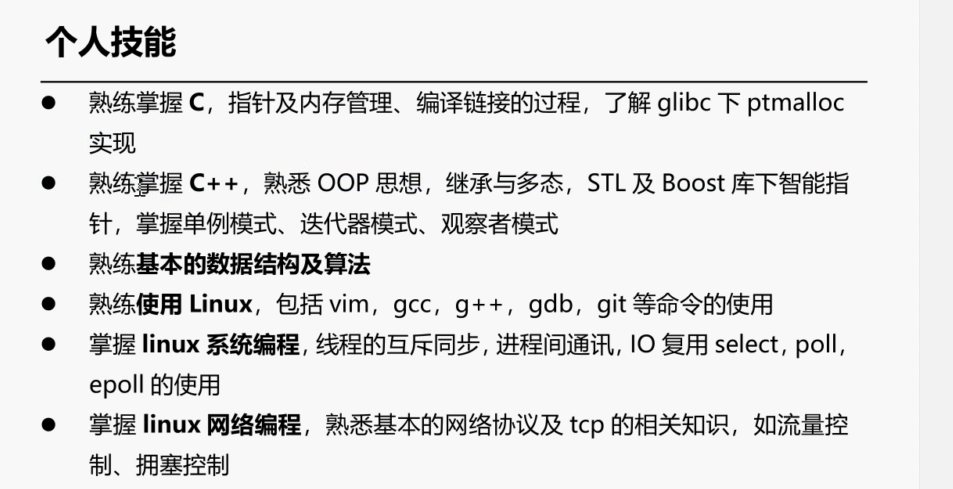 个人技能
● 熟练掌握 C，指针及内存管理、编译链接的过程，了解 glibc 下 ptmalloc
实现
● 熟练掌握 C++，熟悉 OOP 思想，继承与多态，STL 及 Boost 库下智能指
针，掌握单例模式、迭代器模式、观察者模式
● 熟练基本的数据结构及算法
● 熟练使用 Linux，包括 vim，gcc，g++，gdb，git 等命令的使用
● 掌握 linux 系统编程, 线程的互斥同步, 进程间通讯, IO 复用 select, poll,
epoll 的使用
● 掌握 linux 网络编程，熟悉基本的网络协议及 tcp 的相关知识，如流量控
制、拥塞控制